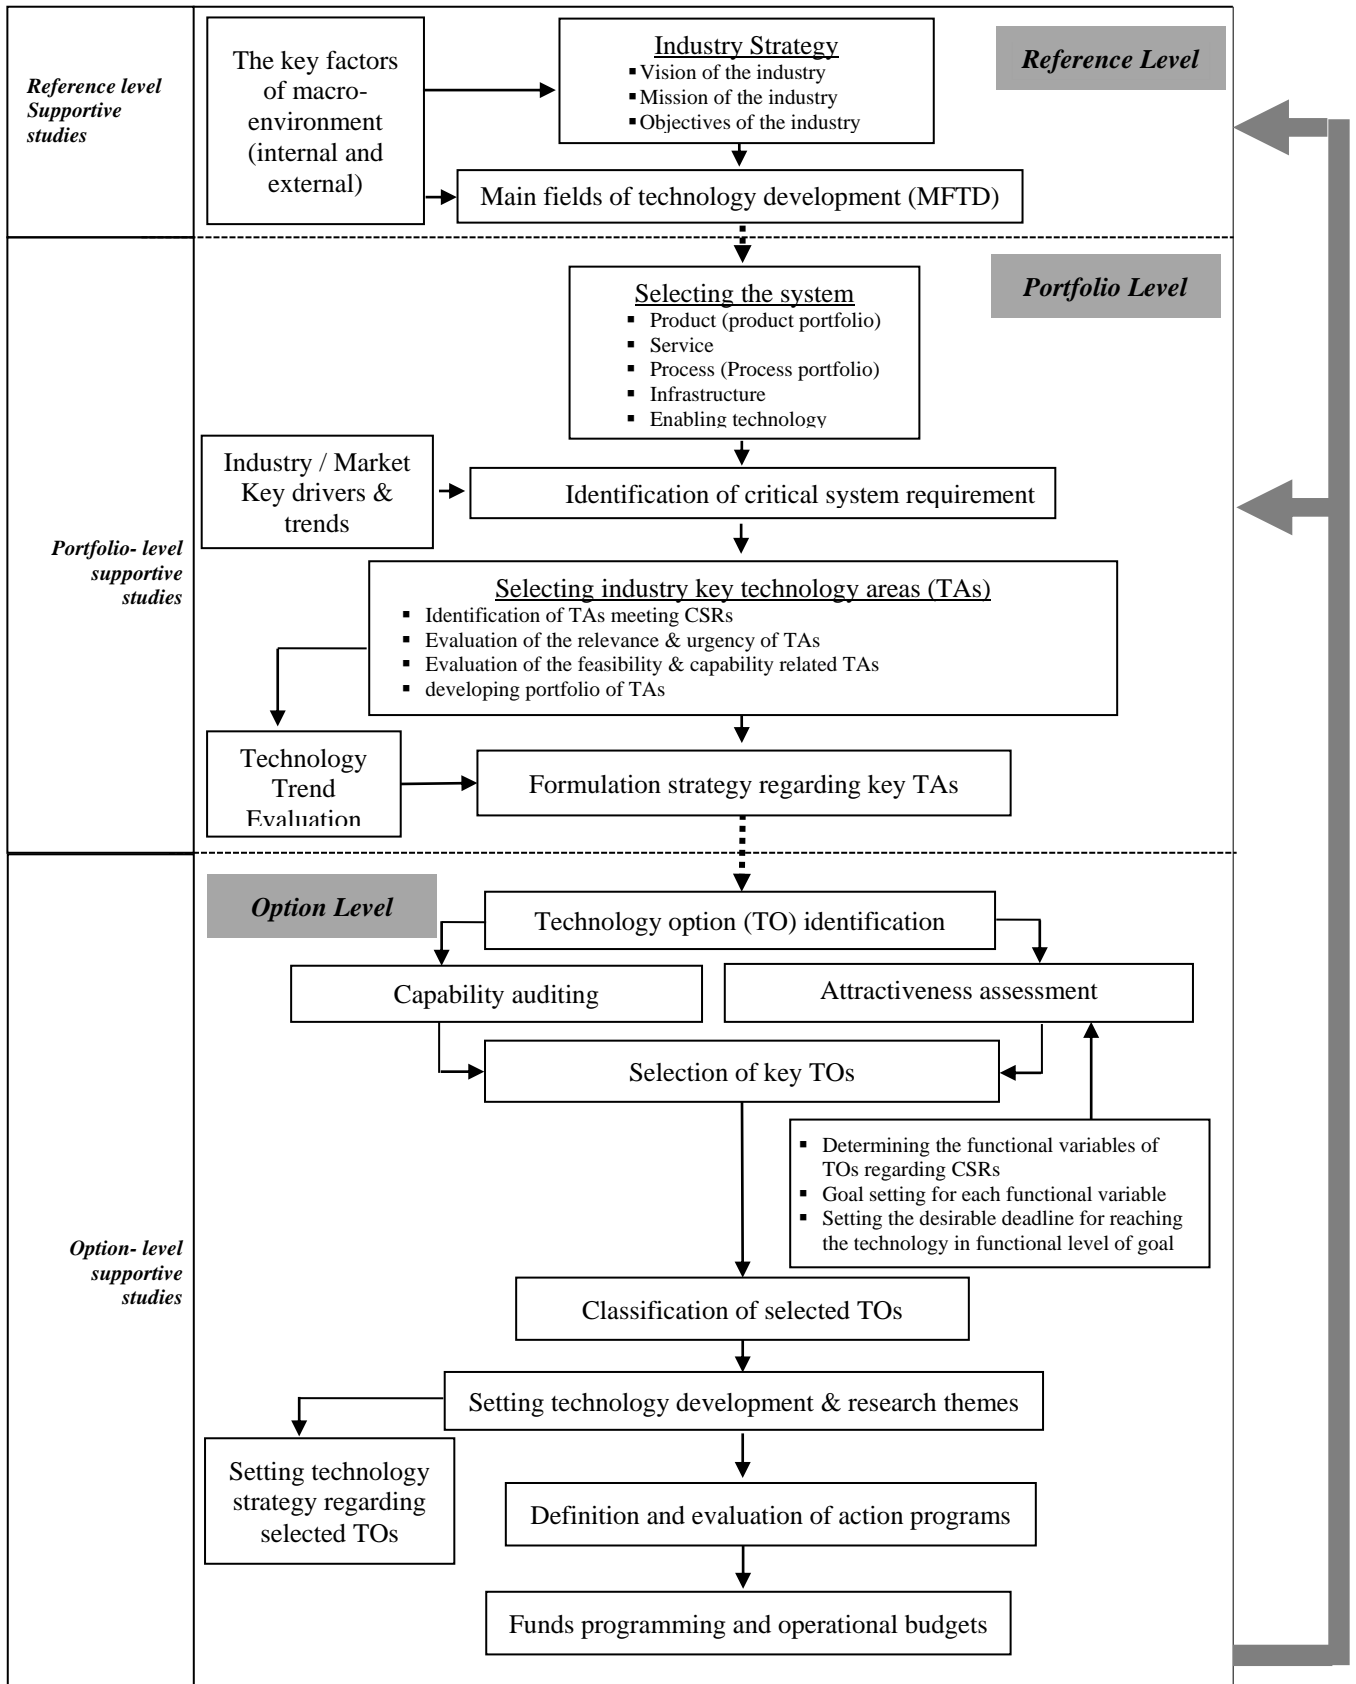 Reference level
Supportive
studies
The key factors
of macro-
environment
(internal and
external)
Industry Strategy
▪ Vision of the industry
▪ Mission of the industry
▪ Objectives of the industry
Reference Level
Main fields of technology development (MFTD)
Portfolio Level
Selecting the system
▪ Product (product portfolio)
▪ Service
▪ Process (Process portfolio)
▪ Infrastructure
▪ Enabling technology
Industry / Market
Key drivers &
trends
Identification of critical system requirement
Portfolio- level
supportive
studies
Selecting industry key technology areas (TAs)
▪ Identification of TAs meeting CSRs
▪ Evaluation of the relevance & urgency of TAs
▪ Evaluation of the feasibility & capability related TAs
▪ developing portfolio of TAs
Technology
Trend
Evaluation
Formulation strategy regarding key TAs
Option Level
Technology option (TO) identification
Capability auditing
Attractiveness assessment
Selection of key TOs
▪ Determining the functional variables of
TOs regarding CSRs
▪ Goal setting for each functional variable
▪ Setting the desirable deadline for reaching
the technology in functional level of goal
Option- level
supportive
studies
Classification of selected TOs
Setting technology development & research themes
Setting technology
strategy regarding
selected TOs
Definition and evaluation of action programs
Funds programming and operational budgets